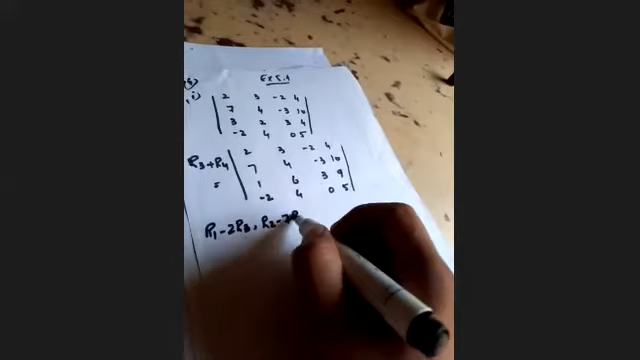 Ex 5.1
i) | 2 3 -2 4 |
| 7 4 -3 10 |
| 3 2 3 4 |
| -2 4 0 5 |
| 2 3 -2 4 |
R3+R4 | 7 4 -3 10 |
= | 1 6 3 9 |
| -2 4 0 5 |
R1-2R3, R2-7R